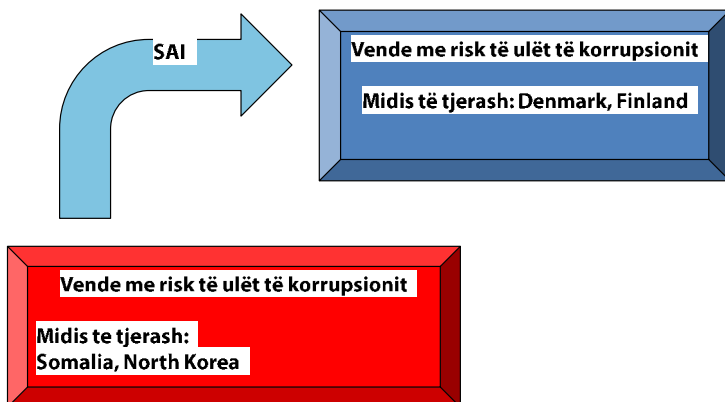 SAI
Vende me risk të ulët të korrupsionit
Midis të tjerash: Denmark, Finland
Vende me risk të ulët të korrupsionit
Midis te tjerash:
Somalia, North Korea